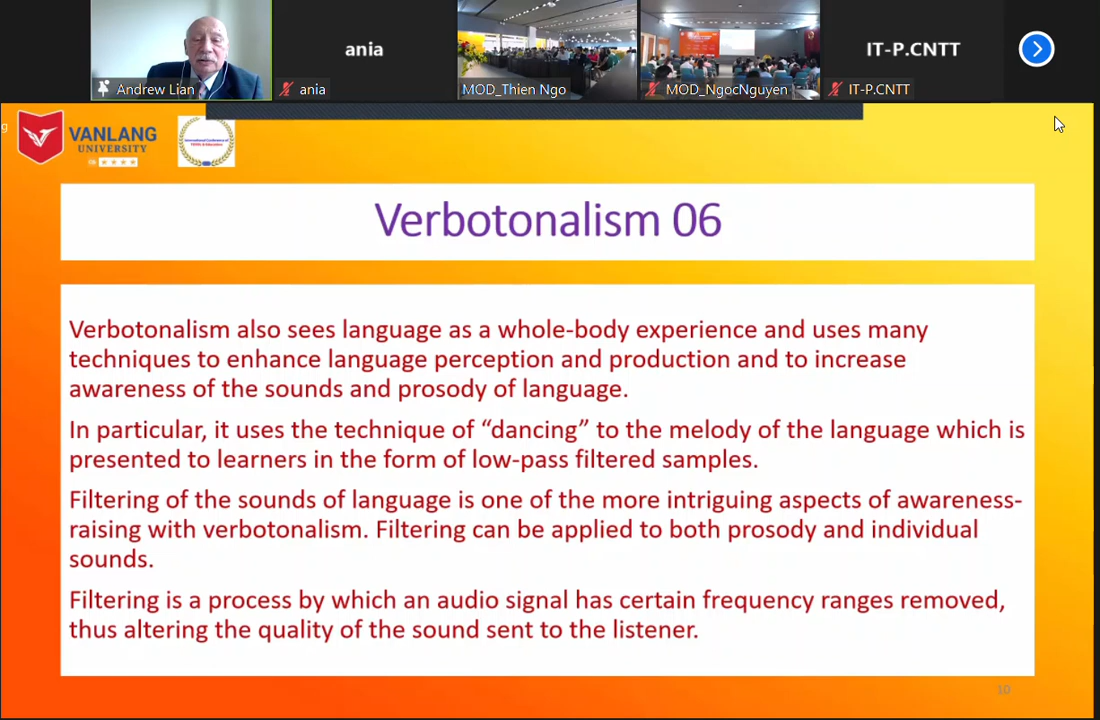 ania
IT-P.CNTT
Andrew Lian
ania
MOD_Thien Ngo
MOD_NgocNguyen
IT-P.CNTT
g
VANLANG
UNIVERSITY
Verbotonalism 06
Verbotonalism also sees language as a whole-body experience and uses many
techniques to enhance language perception and production and to increase
awareness of the sounds and prosody of language.
In particular, it uses the technique of “dancing” to the melody of the language which is
presented to learners in the form of low-pass filtered samples.
Filtering of the sounds of language is one of the more intriguing aspects of awareness-
raising with verbotonalism. Filtering can be applied to both prosody and individual
sounds.
Filtering is a process by which an audio signal has certain frequency ranges removed,
thus altering the quality of the sound sent to the listener.
10